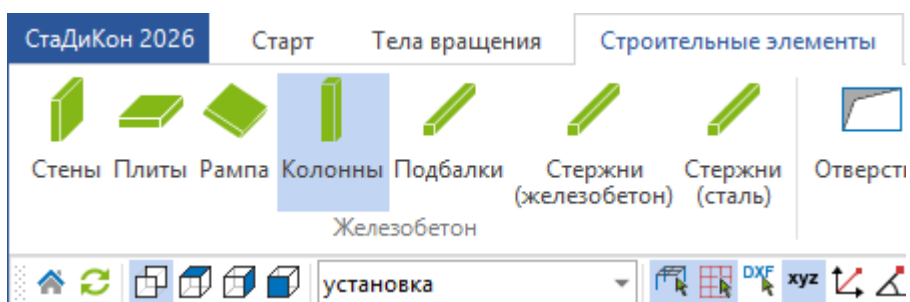 СтаДиКон 2026 Старт Тела вращения Строительные элементы
Стены Плиты Рампа Колонны Подбалки Стержни (железобетон) Стержни (сталь) Отверст
Железобетон
установка DXF xyz